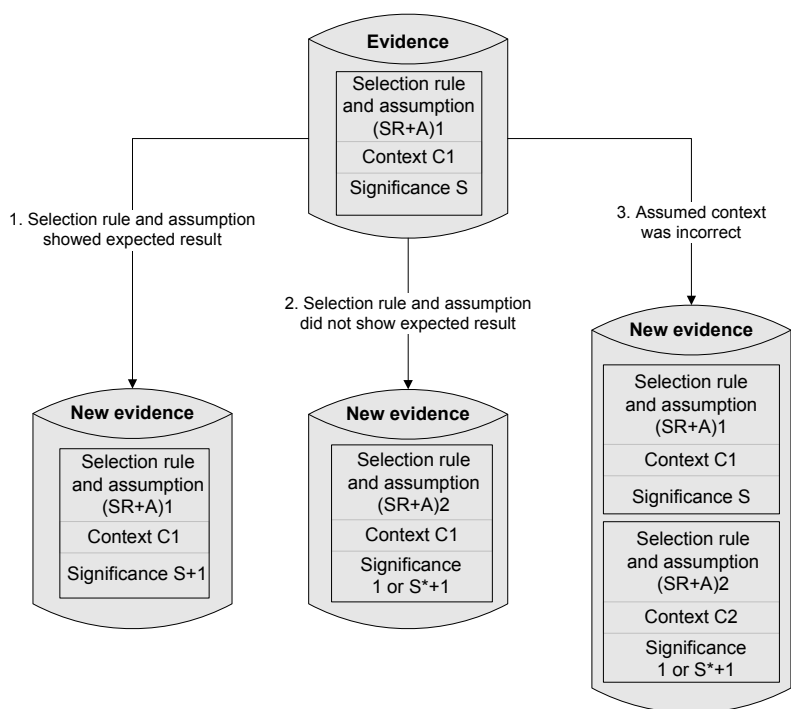 Evidence
Selection rule
and assumption
(SR+A)1
Context C1
Significance S
1. Selection rule and assumption
showed expected result
2. Selection rule and assumption
did not show expected result
3. Assumed context
was incorrect
New evidence
Selection rule
and assumption
(SR+A)1
Context C1
Significance S+1
New evidence
Selection rule
and assumption
(SR+A)2
Context C1
Significance
1 or S*+1
New evidence
Selection rule
and assumption
(SR+A)1
Context C1
Significance S
Selection rule
and assumption
(SR+A)2
Context C2
Significance
1 or S*+1